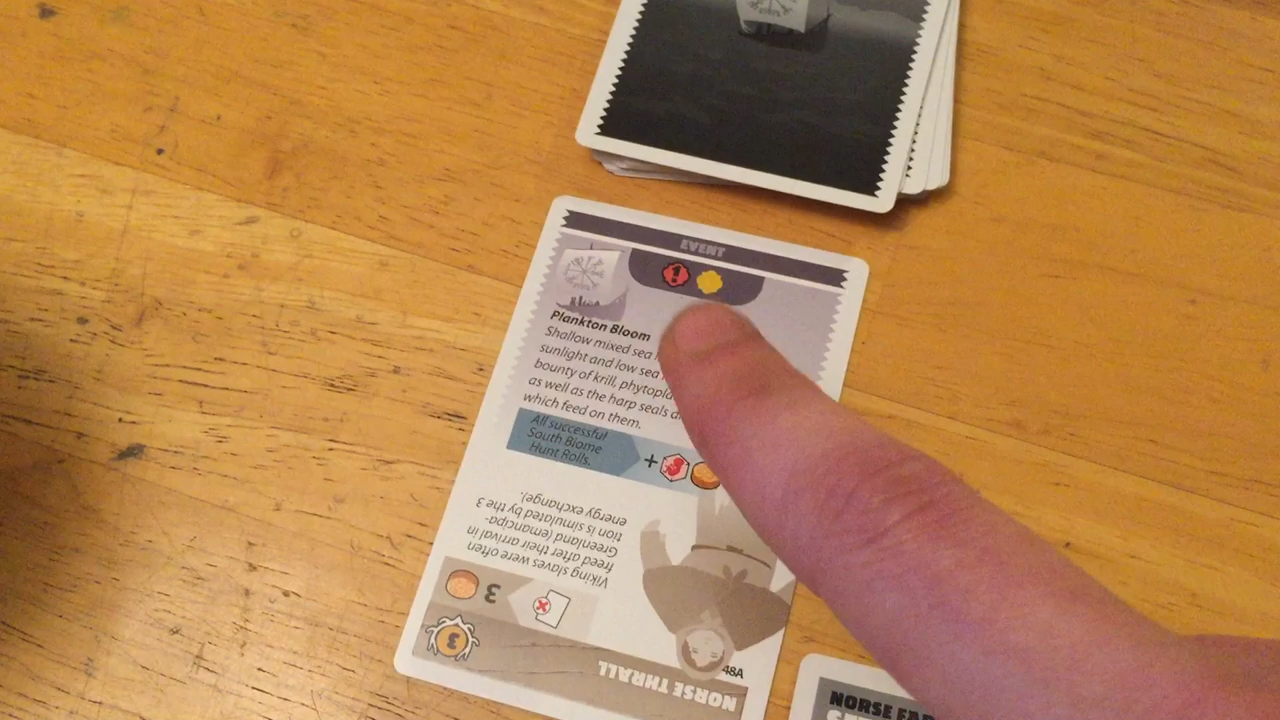 EVENT
Plankton Bloom
Shallow mixed sea
sunlight and low sea
bounty of krill, 
as well as the harp seals
which feed on them.
All successful
South Biome
Hunt Rolls.
+
NORSE THRALL
3
3
Viking slaves were often
freed after their arrival in
Greenland (emancipa-
tion is simulated by the 3
energy exchange).
48A
NORSE